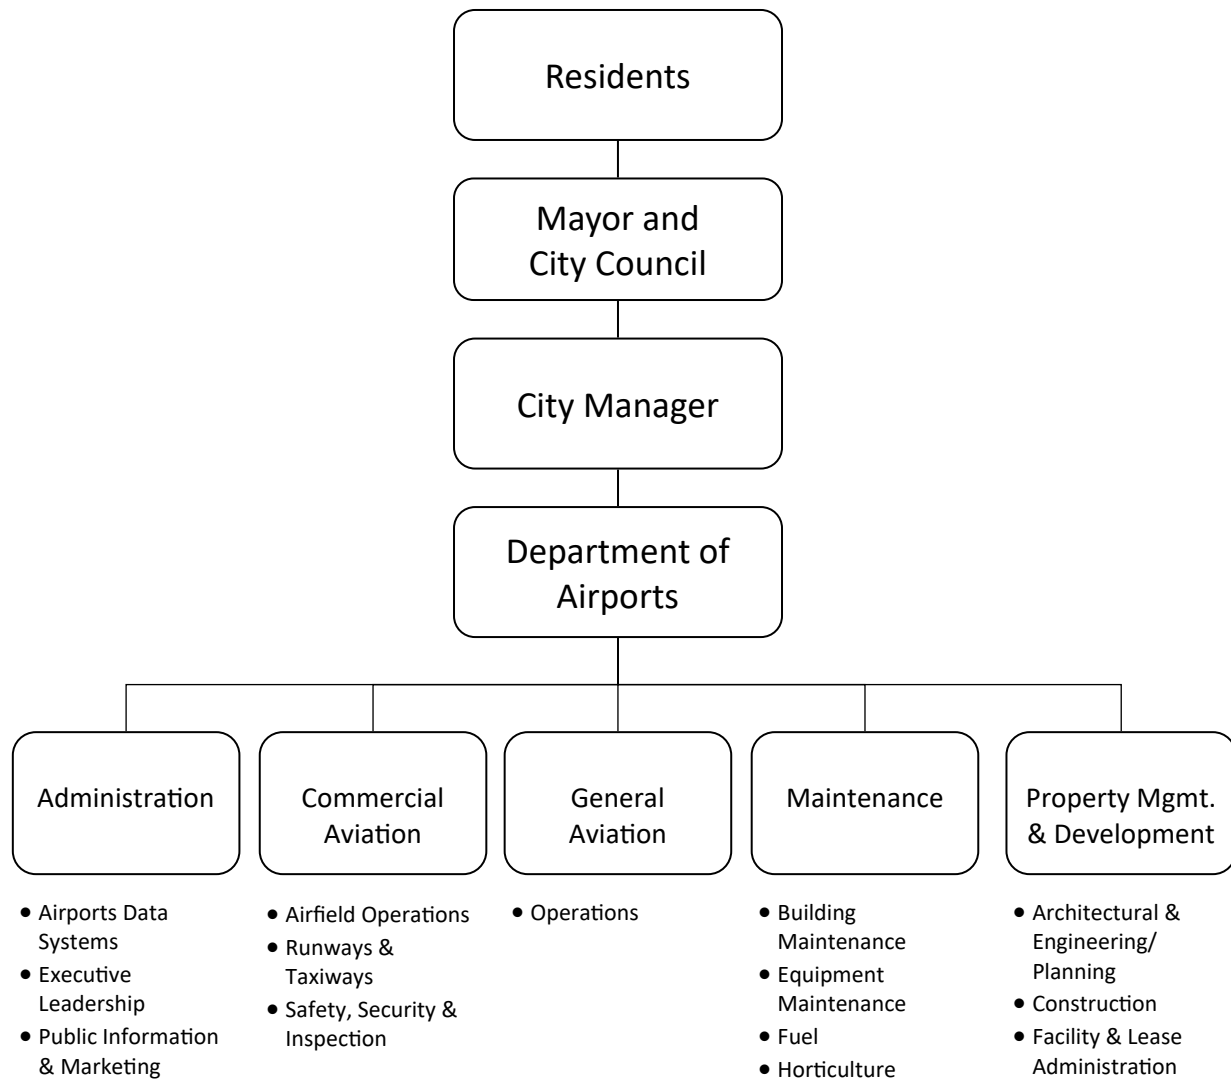 Residents
Mayor and
City Council
City Manager
Department of
Airports
Administration
Commercial
Aviation
General
Aviation
Maintenance
Property Mgmt.
& Development
• Airports Data
Systems
• Executive
Leadership
• Public Information
& Marketing
• Airfield Operations
• Runways &
Taxiways
• Safety, Security &
Inspection
• Operations
• Building
Maintenance
• Equipment
Maintenance
• Fuel
• Horticulture
• Architectural &
Engineering/
Planning
• Construction
• Facility & Lease
Administration